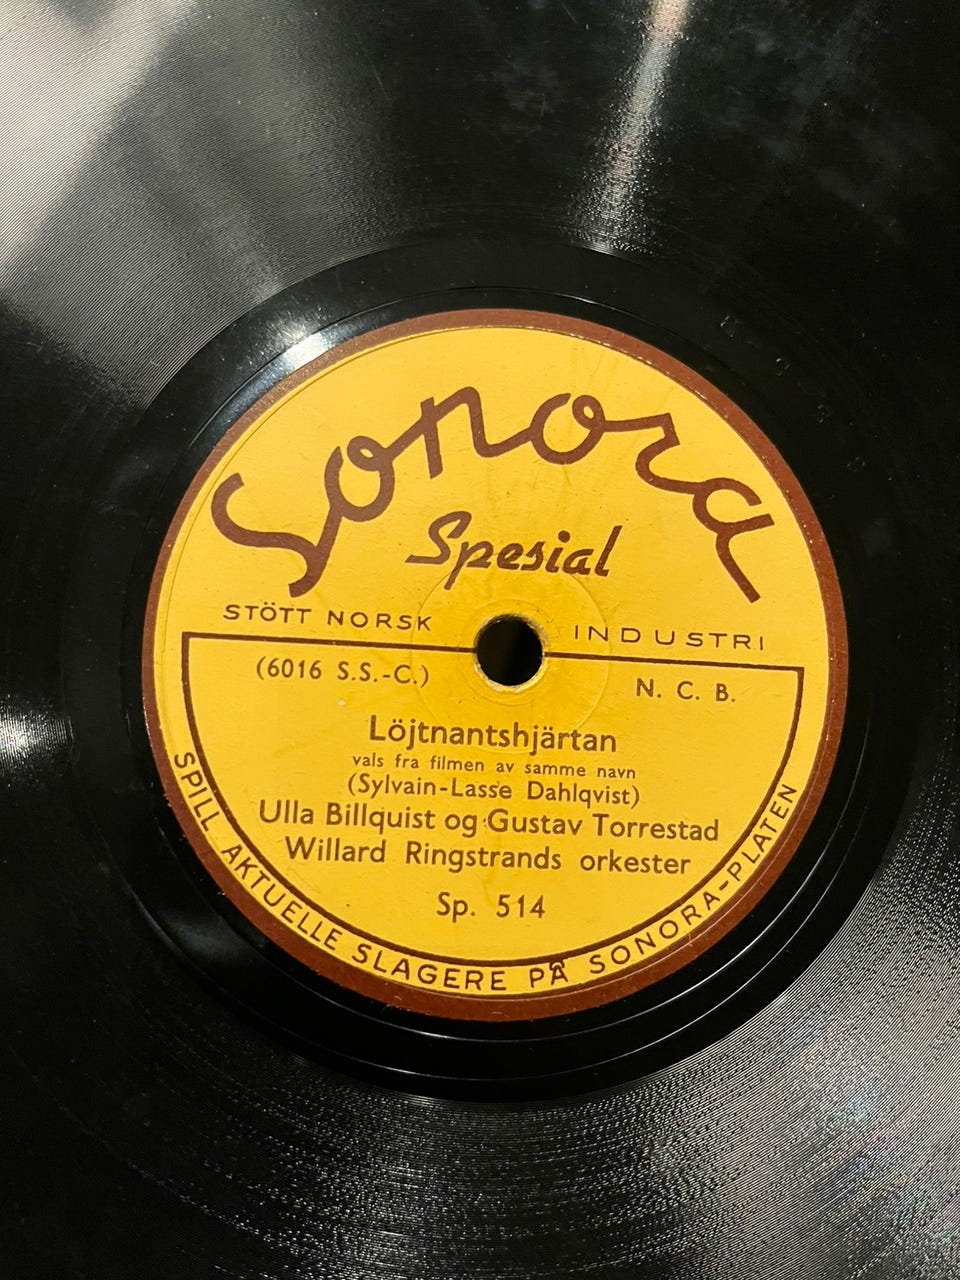 Sonora
Spesial
STÖTT NORSK INDUSTRI
(6016 S.S.-C.) N. C. B.
Löjtnantshjärtan
vals fra filmen av samme navn
(Sylvain-Lasse Dahlqvist)
Ulla Billquist og Gustav Torrestad
Willard Ringstrands orkester
Sp. 514
SPILL AKTUELLE SLAGERE PÅ SONORA-PLATEN